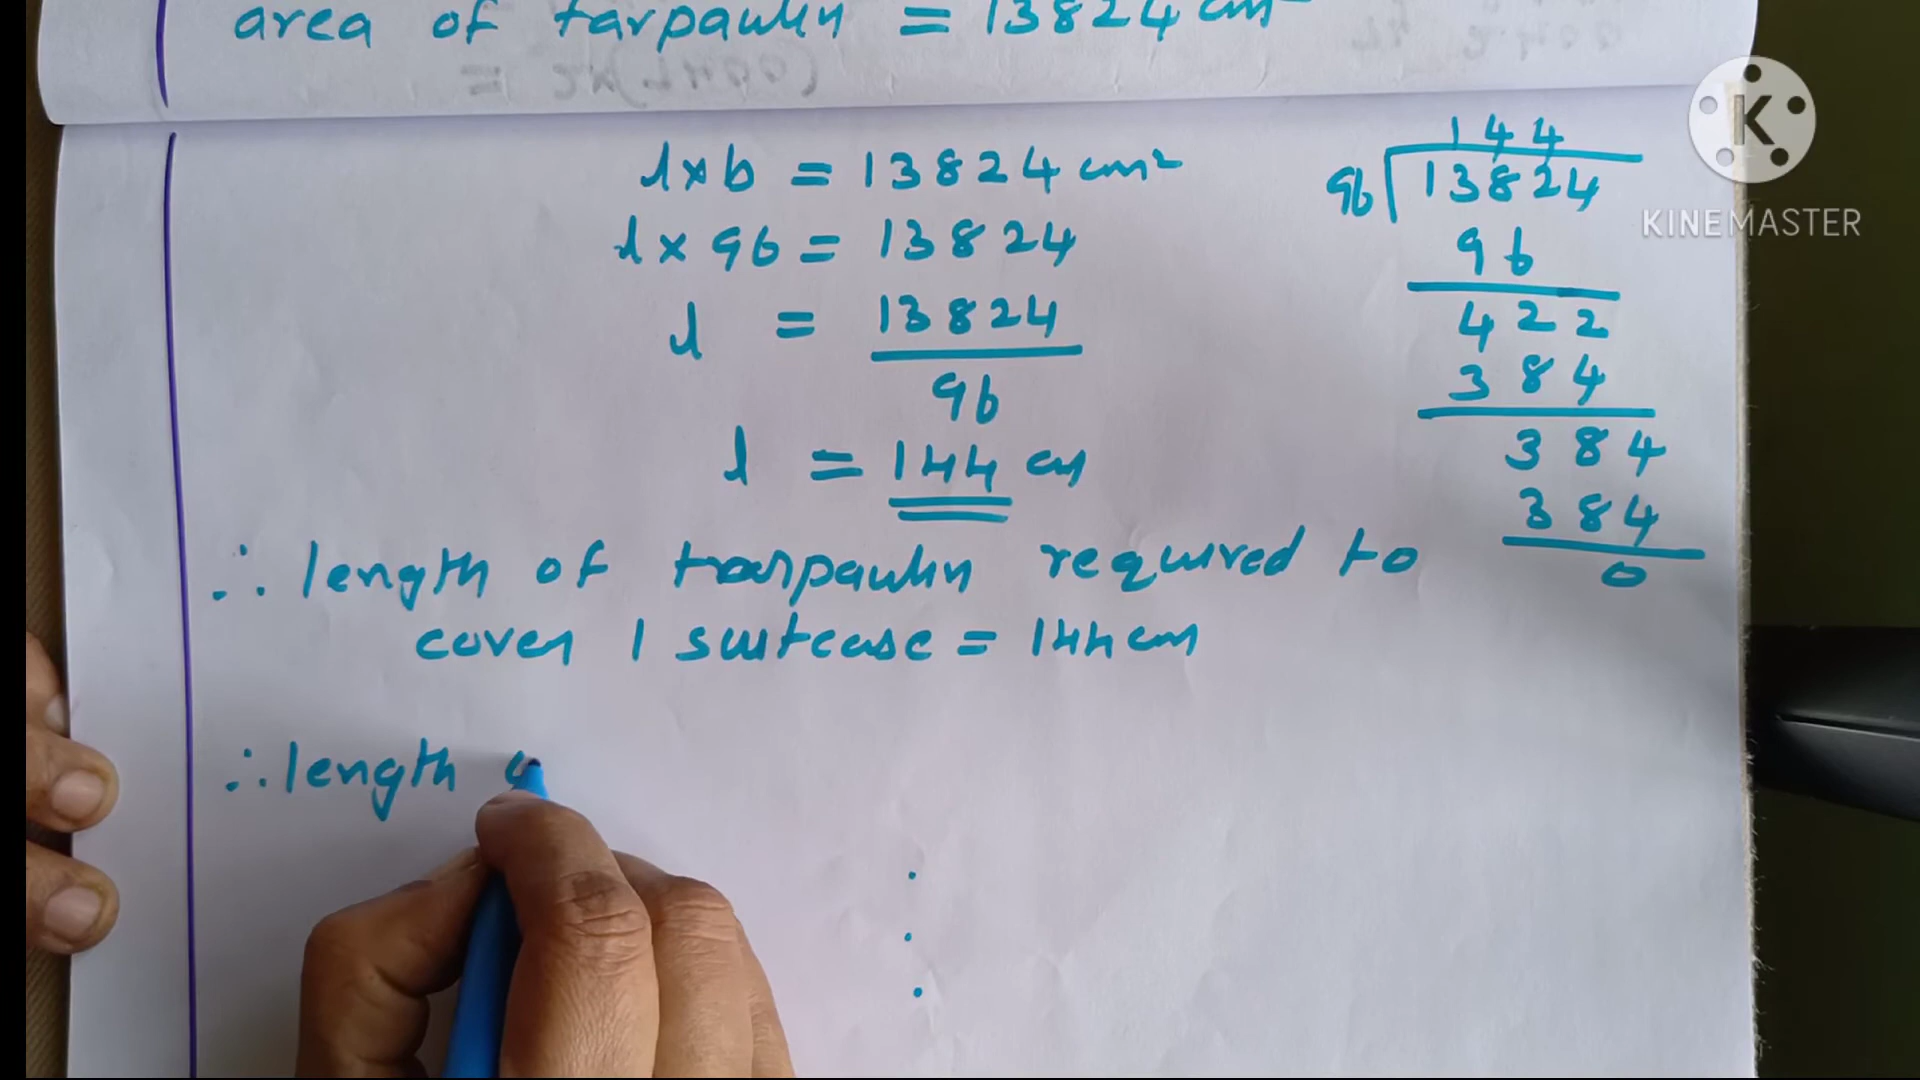 area of tarpaulin = 13824 cm²
l×b = 13824 cm²
l × 96 = 13824
l = 13824
96
l = 144 cm
∴ length of tarpaulin required to
cover 1 suitcase = 144 cm
∴ length o
144
96 13824
96
422
384
384
384
0
K
KINEMASTER